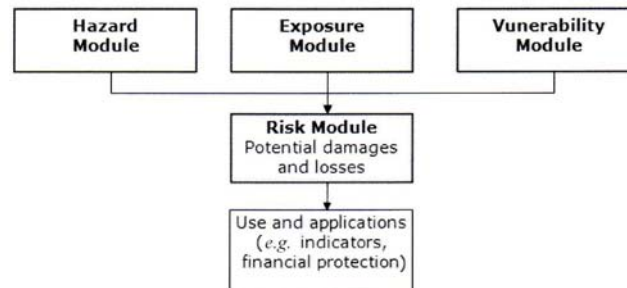 Hazard
Module
Exposure
Module
Vunerability
Module
Risk Module
Potential damages
and losses
Use and applications
(e.g. indicators,
financial protection)